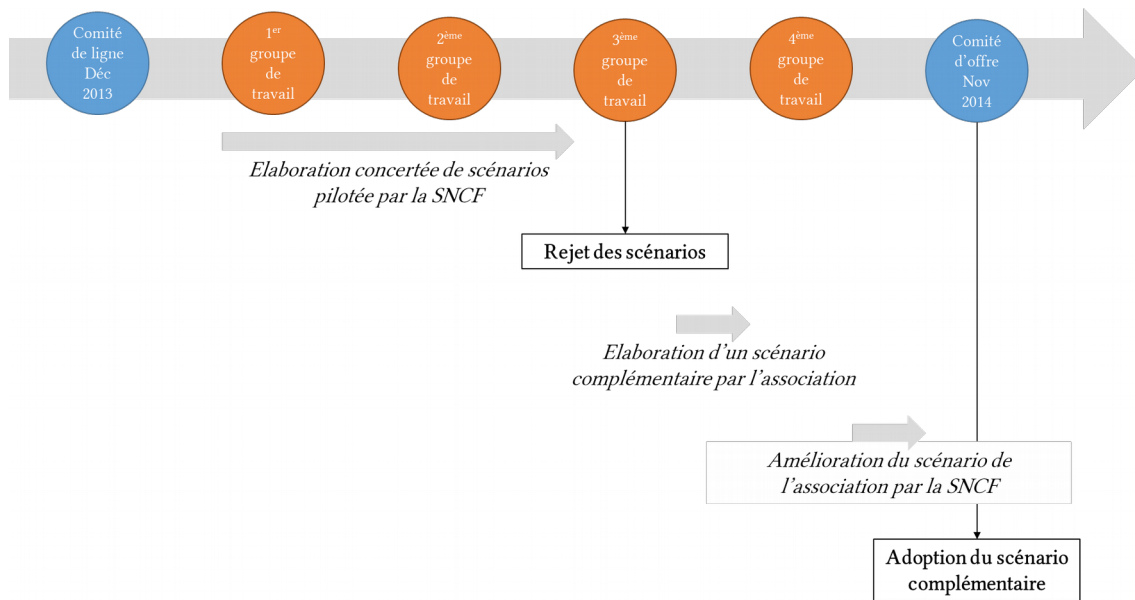 Comité
de ligne
Déc
2013
1er
groupe
de
travail
2ème
groupe
de
travail
3ème
groupe
de
travail
4ème
groupe
de
travail
Comité
d'offre
Nov
2014
Elaboration concertée de scénarios
pilotée par la SNCF
Rejet des scénarios
Elaboration d'un scénario
complémentaire par l'association
Amélioration du scénario de
l'association par la SNCF
Adoption du scénario
complémentaire